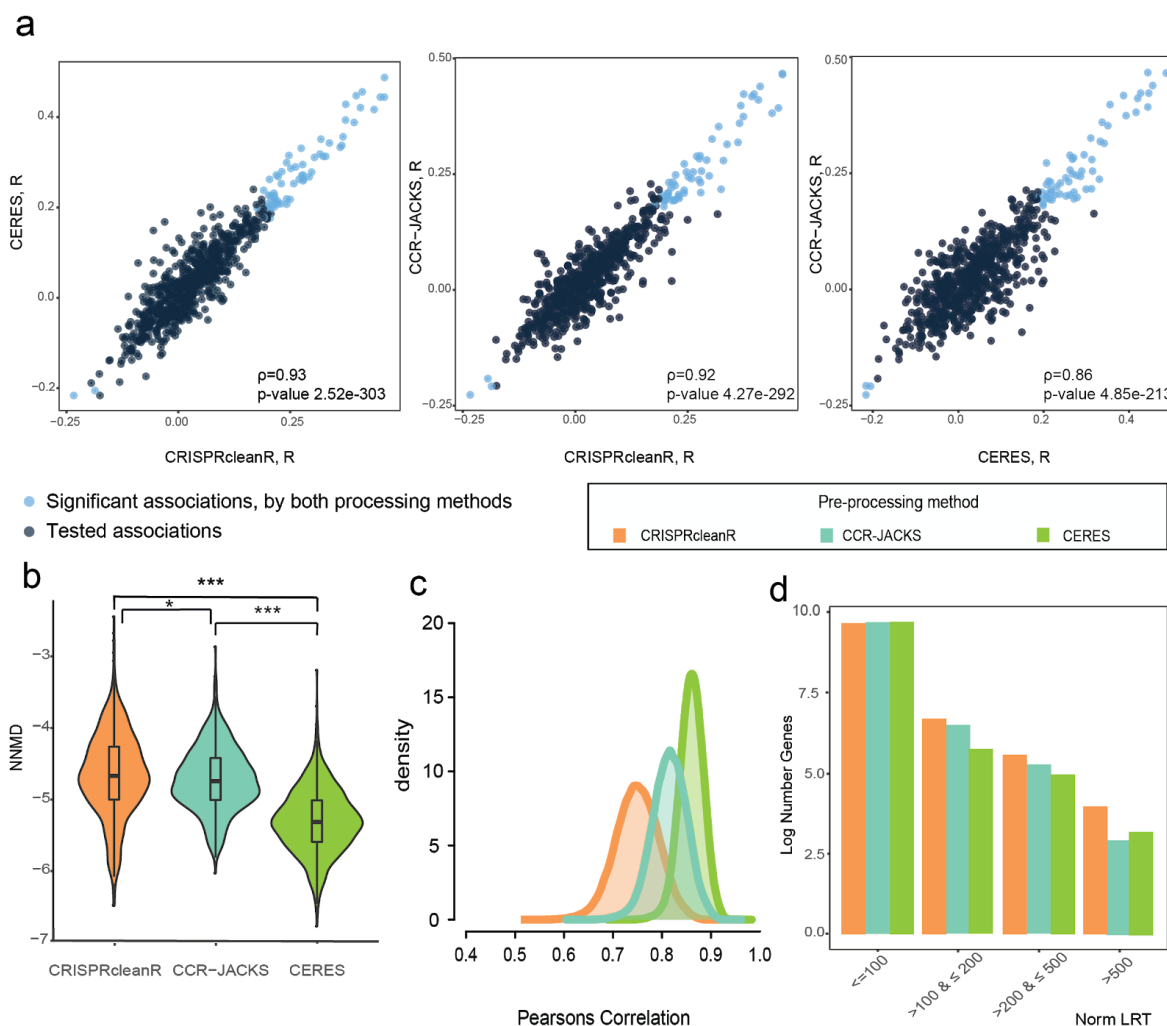 a
0.4
0.2
0.0
−0.2
−0.25
0.00
0.25
CERES, R
CRISPRcleanR, R
ρ=0.93
p-value 2.52e-303
0.50
0.25
0.00
−0.25
−0.25
0.00
0.25
CCR−JACKS, R
CRISPRcleanR, R
ρ=0.92
p-value 4.27e-292
0.50
0.25
0.00
−0.25
−0.2
0.0
0.2
0.4
CCR−JACKS, R
CERES, R
ρ=0.86
p-value 4.85e-213
Significant associations, by both processing methods
Tested associations
Pre-processing method
CRISPRcleanR
CCR-JACKS
CERES
b
***
*
***
−3
−4
−5
−6
−7
NNMD
CRISPRcleanR
CCR−JACKS
CERES
c
20
15
10
5
0
density
0.4
0.5
0.6
0.7
0.8
0.9
1.0
Pearsons Correlation
d
10.0
7.5
5.0
2.5
0.0
Log Number Genes
<=100
>100 & ≤ 200
>200 & ≤500
>500
Norm LRT